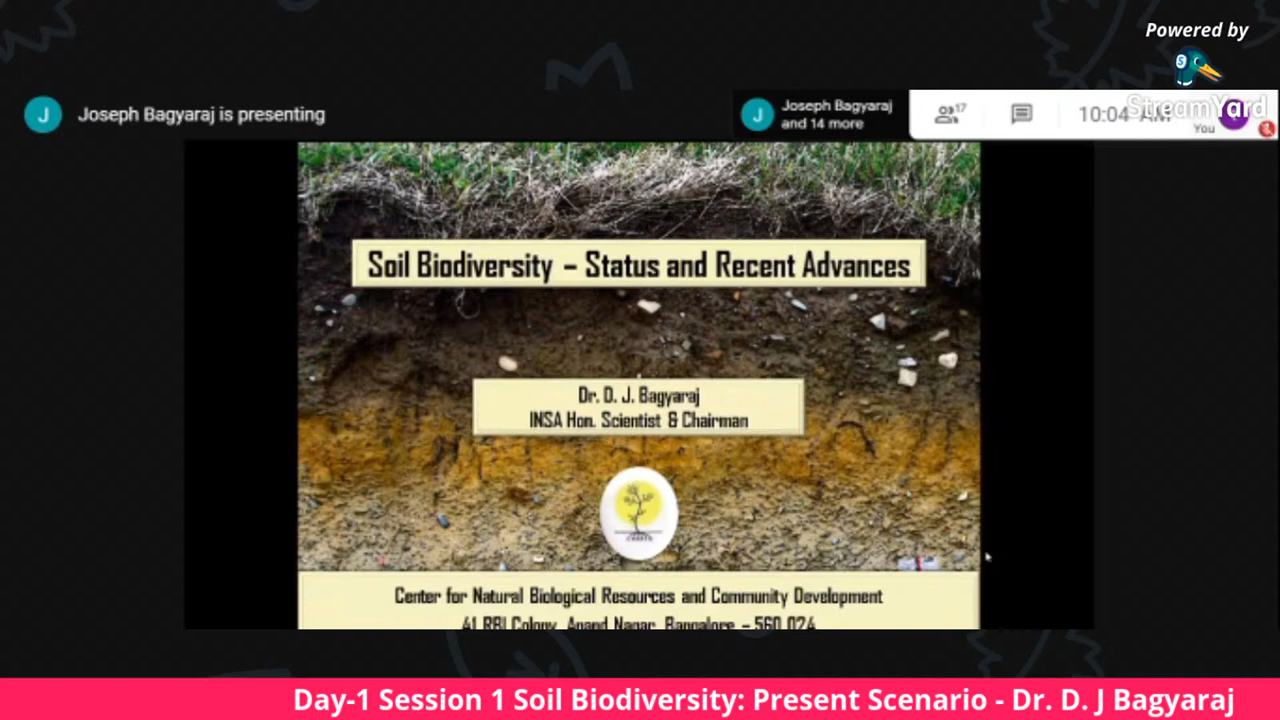 Powered by
StreamYard
J
Joseph Bagyaraj is presenting
J
Joseph Bagyaraj
and 14 more
17
10:04 AM
You
Soil Biodiversity – Status and Recent Advances
Dr. D. J. Bagyaraj
INSA Hon. Scientist & Chairman
Center for Natural Biological Resources and Community Development
41 RBI Colony, Anand Nagar, Bangalore – 560 024
Day-1 Session 1 Soil Biodiversity: Present Scenario - Dr. D. J Bagyaraj